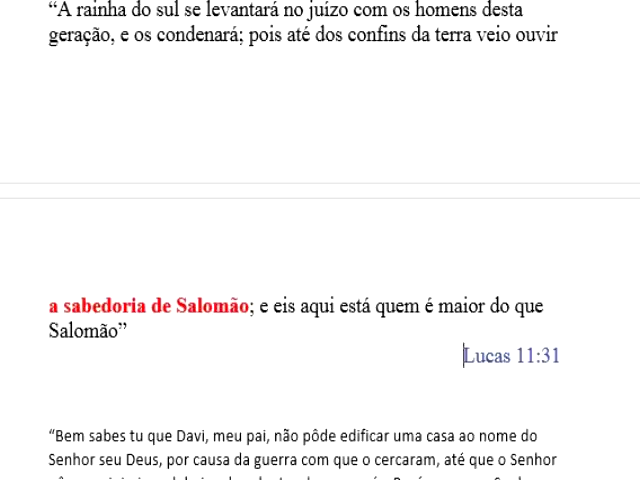 “A rainha do sul se levantará no juízo com os homens desta
geração, e os condenará; pois até dos confins da terra veio ouvir
a sabedoria de Salomão; e eis aqui está quem é maior do que
Salomão”
Lucas 11:31
“Bem sabes tu que Davi, meu pai, não pôde edificar uma casa ao nome do
Senhor seu Deus, por causa da guerra com que o cercaram, até que o Senhor